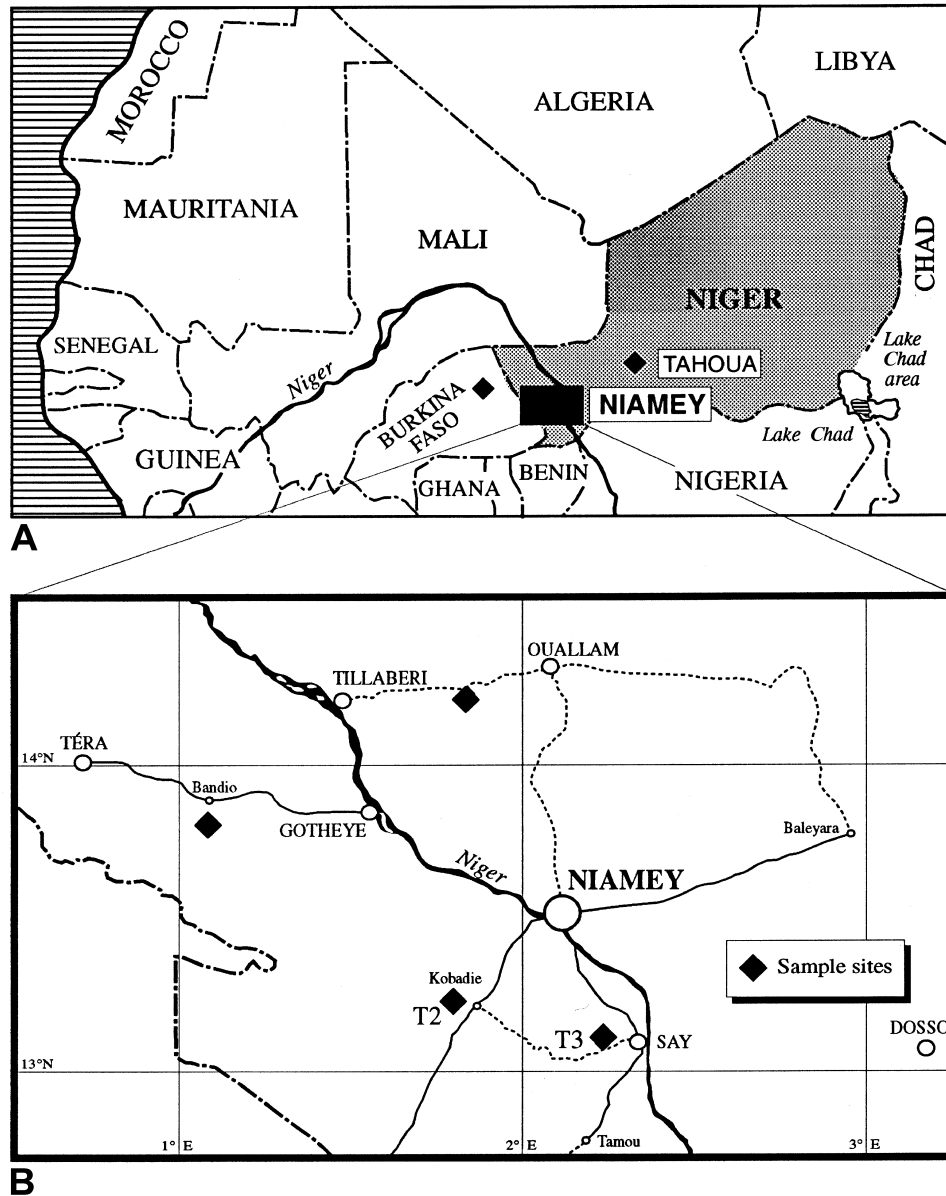 MOROCCO
LIBYA
ALGERIA
MAURITANIA
MALI
CHAD
NIGER
SENEGAL
Niger
TAHOUA
Lake
Chad
area
BURKINA
FASO
NIAMEY
Lake Chad
GUINEA
GHANA
BENIN
NIGERIA
A
OUALLAM
TILLABERI
TÉRA
14°N
Bandio
GOTHEYE
Baleyara
Niger
NIAMEY
Sample sites
Kobadie
T2
T3
SAY
DOSSO
13°N
Tamou
1° E
2° E
3° E
B